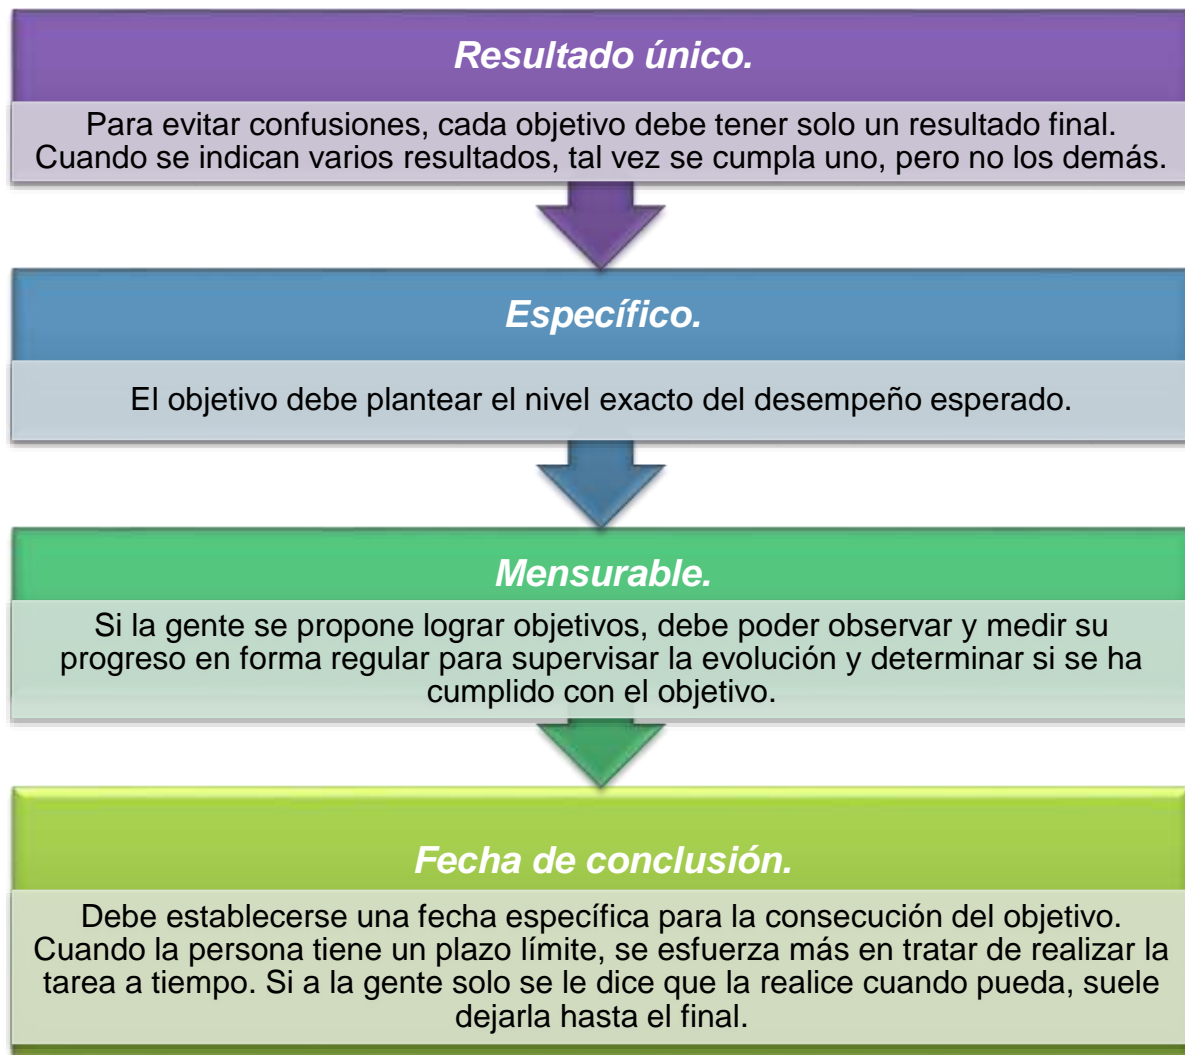 Resultado único.
Para evitar confusiones, cada objetivo debe tener solo un resultado final.
Cuando se indican varios resultados, tal vez se cumpla uno, pero no los demás.
Específico.
El objetivo debe plantear el nivel exacto del desempeño esperado.
Mensurable.
Si la gente se propone lograr objetivos, debe poder observar y medir su
progreso en forma regular para supervisar la evolución y determinar si se ha
cumplido con el objetivo.
Fecha de conclusión.
Debe establecerse una fecha específica para la consecución del objetivo.
Cuando la persona tiene un plazo límite, se esfuerza más en tratar de realizar la
tarea a tiempo. Si a la gente solo se le dice que la realice cuando pueda, suele
dejarla hasta el final.